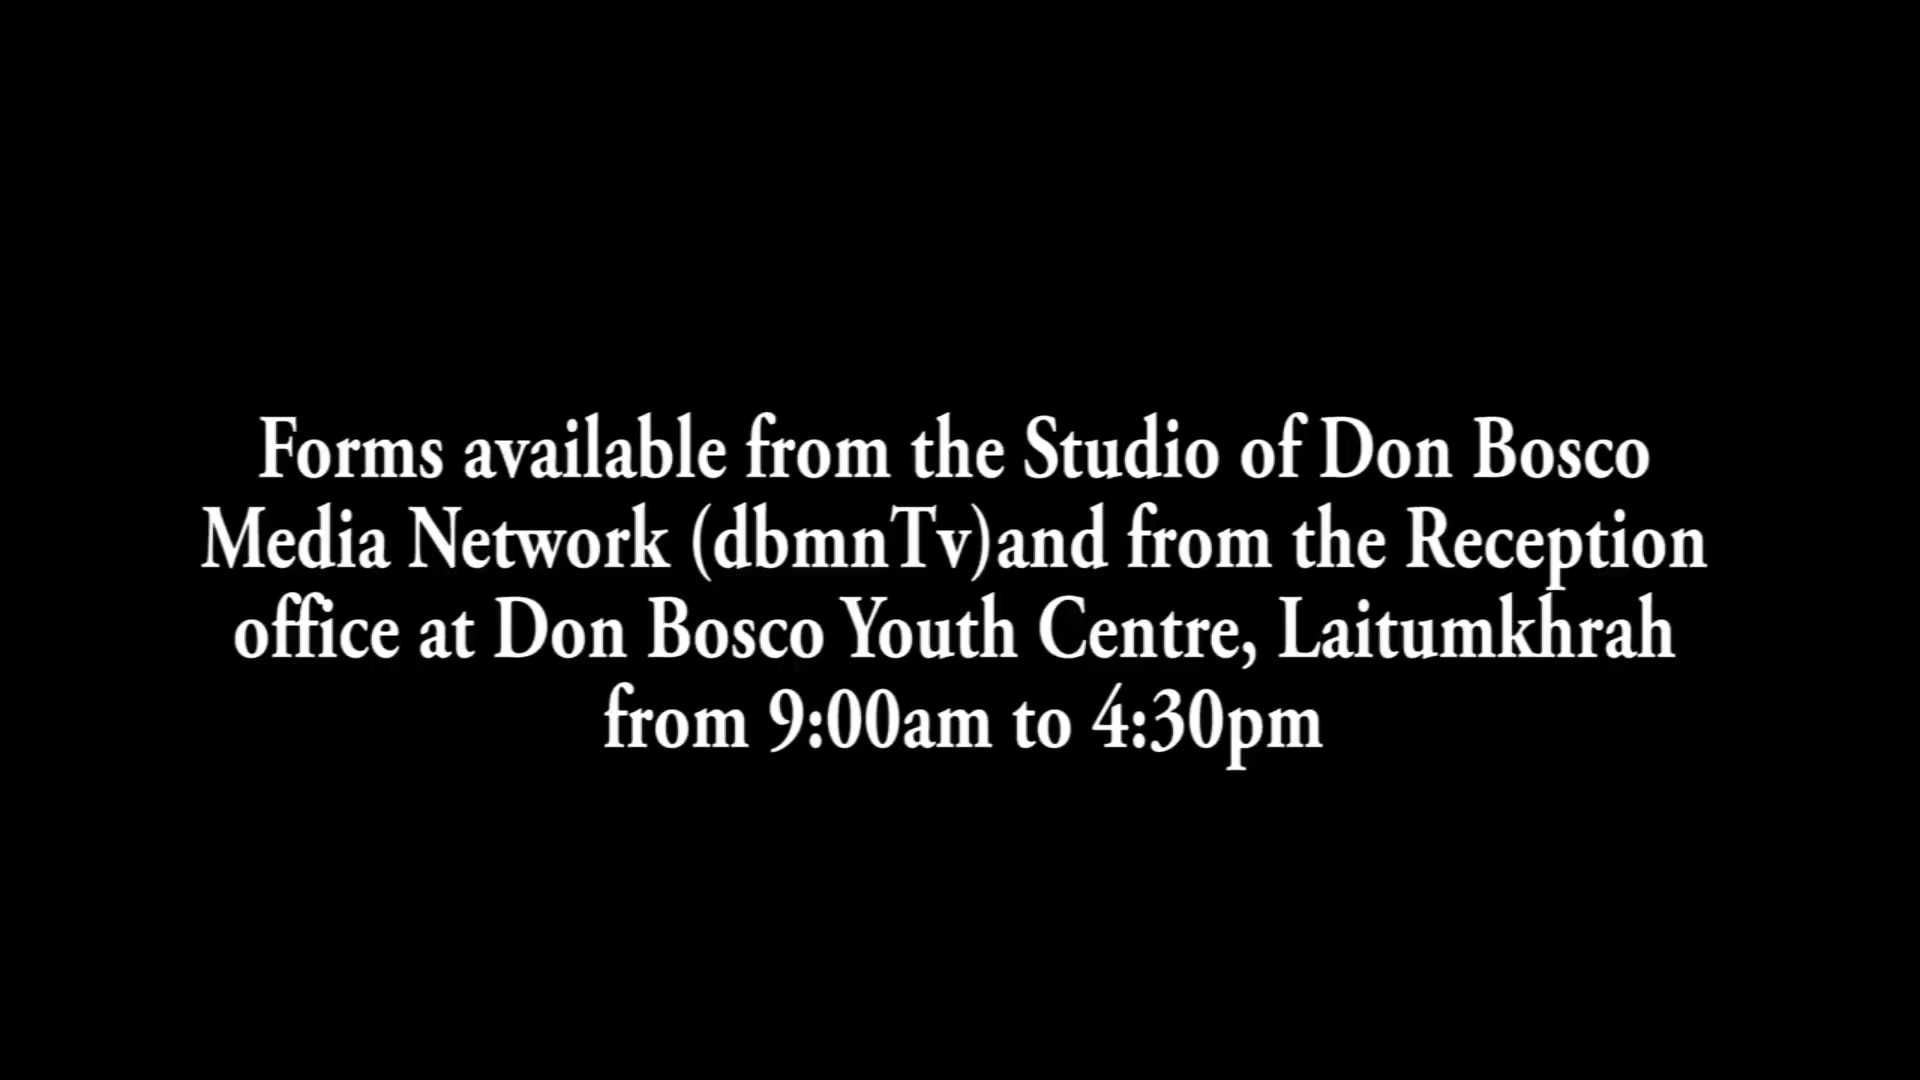 Forms available from the Studio of Don Bosco
Media Network (dbmnTv)and from the Reception
office at Don Bosco Youth Centre, Laitumkhrah
from 9:00am to 4:30pm